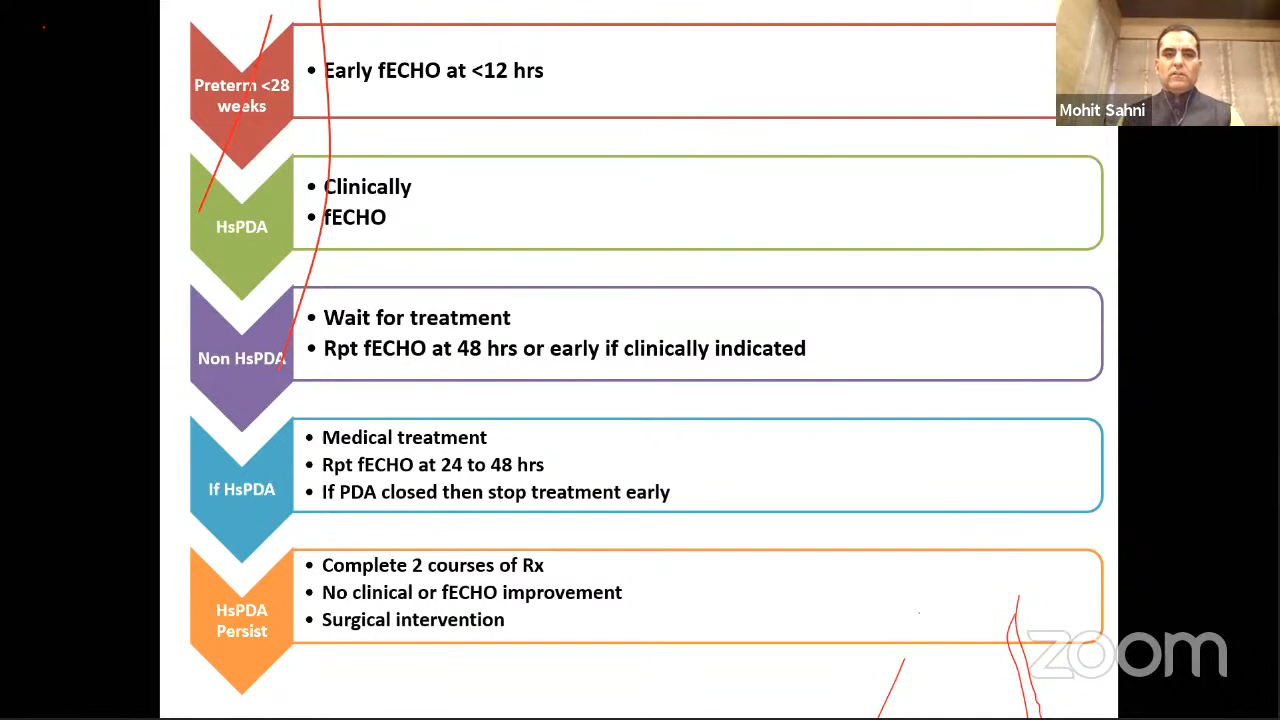 Preterm <28
weeks
• Early fECHO at <12 hrs
Mohit Sahni
HsPDA
• Clinically
• fECHO
Non HsPDA
• Wait for treatment
• Rpt fECHO at 48 hrs or early if clinically indicated
If HsPDA
• Medical treatment
• Rpt fECHO at 24 to 48 hrs
• If PDA closed then stop treatment early
HsPDA
Persist
• Complete 2 courses of Rx
• No clinical or fECHO improvement
• Surgical intervention
zoom